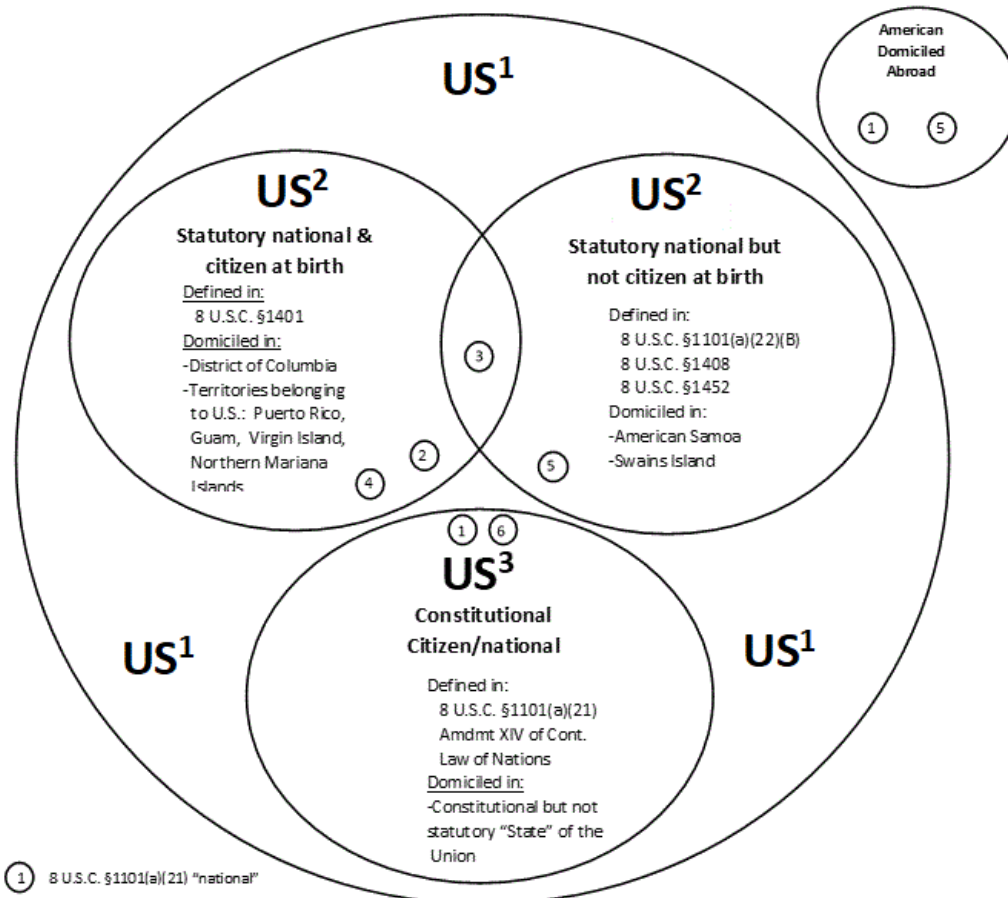 American
Domiciled
Abroad
1 5
US¹
US²
Statutory national &
citizen at birth
Defined in:
8 U.S.C. §1401
Domiciled in:
-District of Columbia
-Territories belonging
to U.S.: Puerto Rico,
Guam, Virgin Island,
Northern Mariana
Islands
2
4
3
US²
Statutory national but
not citizen at birth
Defined in:
8 U.S.C. §1101(a)(22)(B)
8 U.S.C. §1408
8 U.S.C. §1452
Domiciled in:
-American Samoa
-Swains Island
5
1 6
US³
Constitutional
Citizen/national
Defined in:
8 U.S.C. §1101(a)(21)
Amdmt XIV of Cont.
Law of Nations
Domiciled in:
-Constitutional but not
statutory “State” of the
Union
US¹
US¹
1 8 U.S.C. §1101(a)(21) “national”